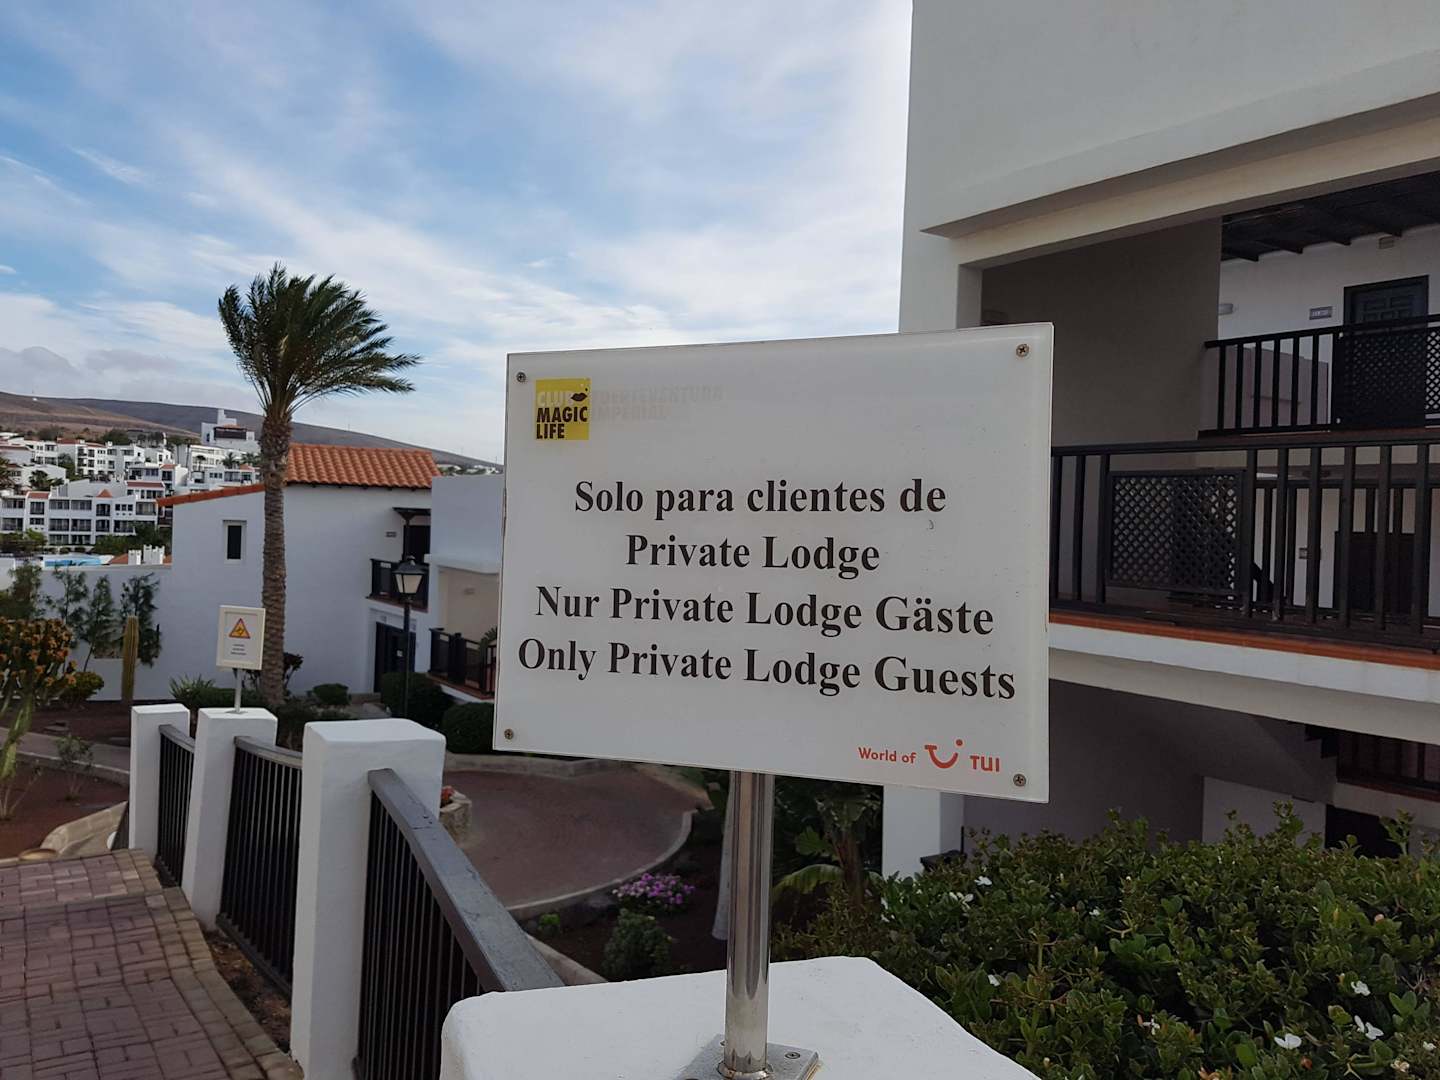 CLUB
MAGIC
LIFE
FUERTEVENTURA
IMPERIAL
Solo para clientes de
Private Lodge
Nur Private Lodge Gäste
Only Private Lodge Guests
World of TUI